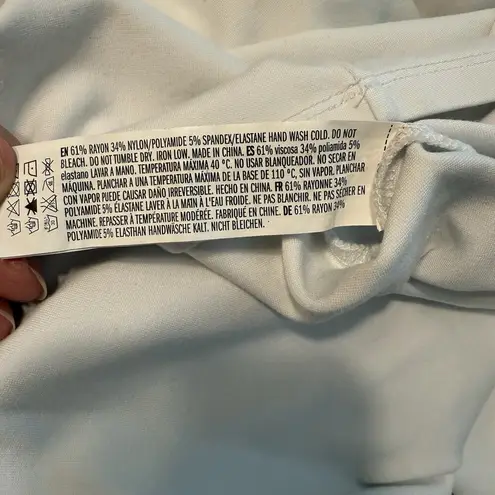 EN 61% RAYON 34% NYLON/POLYAMIDE 5% SPANDEX/ELASTANE HAND WASH COLD. DO NOT
BLEACH. DO NOT TUMBLE DRY. IRON LOW. MADE IN CHINA. ES 61% viscosa 34% poliamida 5%
elastano LAVAR A MANO. TEMPERATURA MÁXIMA 40 °C. NO USAR BLANQUEADOR. NO SECAR EN
MÁQUINA. PLANCHAR A UNA TEMPERATURA MÁXIMA DE LA BASE DE 110 °C, SIN VAPOR. PLANCHAR
CON VAPOR PUEDE CAUSAR DAÑO IRREVERSIBLE. HECHO EN CHINA. FR 61% RAYONNE 34%
POLYAMIDE 5% ÉLASTANE LAVER À LA MATIN À L'EAU FROIDE. NE PAS BLANCHIR. NE PAS SÉCHER EN
MACHINE. REPASSER À TEMPÉRATURE MODÉRÉE. FABRIQUÉ EN CHINE. DE 61% RAYON 34%
POLYAMIDE 5% ELASTHAN HANDWÄSCHE KALT. NICHT BLEICHEN.